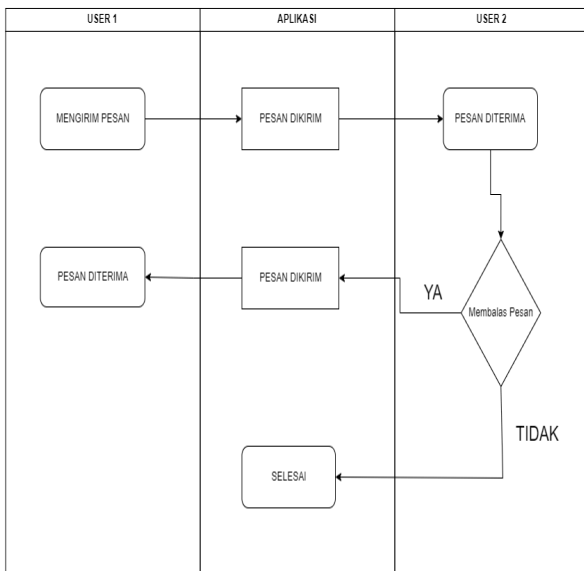 USER 1
APLIKASI
USER 2
MENGIRIM PESAN
PESAN DIKIRIM
PESAN DITERIMA
PESAN DITERIMA
PESAN DIKIRIM
YA
Membalas Pesan
TIDAK
SELESAI